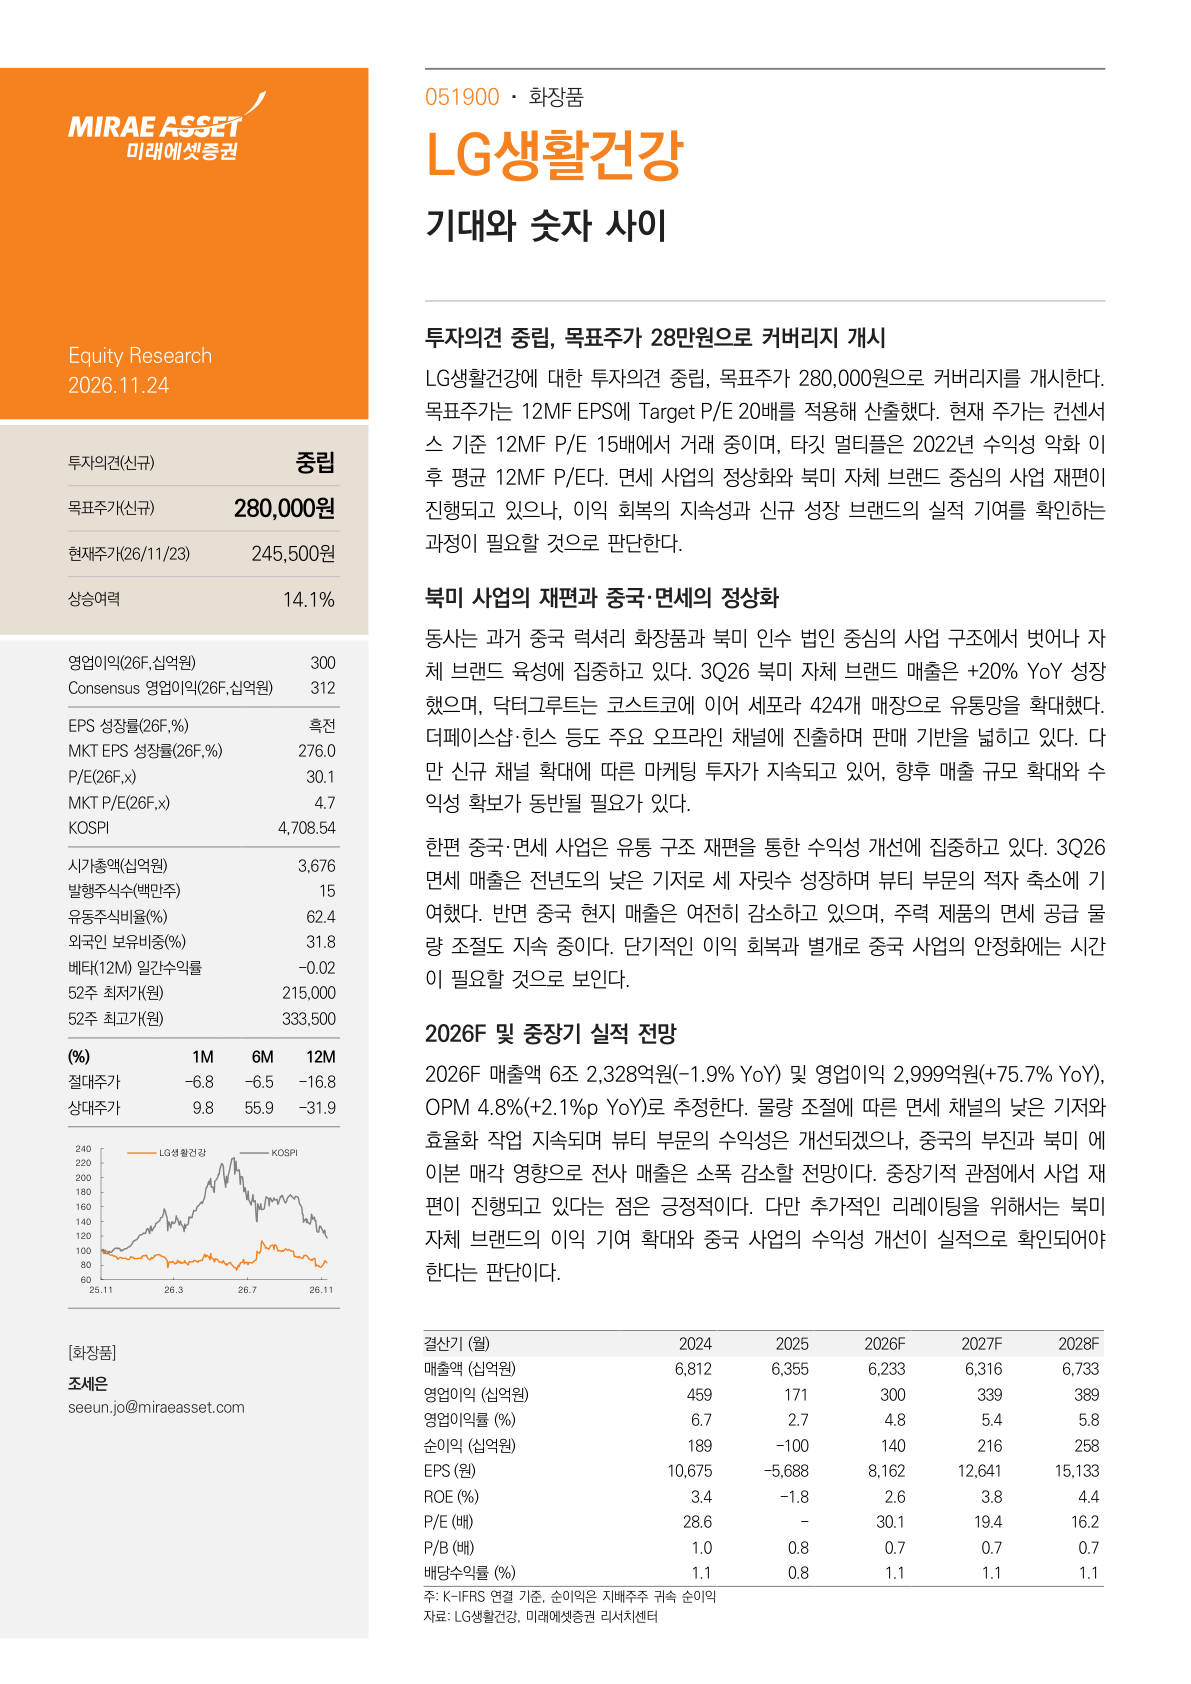 MIRAE ASSET
미래에셋증권
Equity Research
2026.11.24
투자의견(신규) 중립
목표주가(신규) 280,000원
현재주가(26/11/23) 245,500원
상승여력 14.1%
영업이익(26F,십억원) 300
Consensus 영업이익(26F,십억원) 312
EPS 성장률(26F,%) 흑전
MKT EPS 성장률(26F,%) 276.0
P/E(26F,x) 30.1
MKT P/E(26F,x) 4.7
KOSPI 4,708.54
시가총액(십억원) 3,676
발행주식수(백만주) 15
유동주식비율(%) 62.4
외국인 보유비중(%) 31.8
베타(12M) 일간수익률 -0.02
52주 최저가(원) 215,000
52주 최고가(원) 333,500
(%) 1M 6M 12M
절대주가 -6.8 -6.5 -16.8
상대주가 9.8 55.9 -31.9
LG생활건강 KOSPI
240
220
200
180
160
140
120
100
80
60
25.11 26.3 26.7 26.11
[화장품]
조세은
seeun.jo@miraeasset.com
051900 · 화장품
LG생활건강
기대와 숫자 사이
투자의견 중립, 목표주가 28만원으로 커버리지 개시
LG생활건강에 대한 투자의견 중립, 목표주가 280,000원으로 커버리지를 개시한다.
목표주가는 12MF EPS에 Target P/E 20배를 적용해 산출했다. 현재 주가는 컨센서
스 기준 12MF P/E 15배에서 거래 중이며, 타깃 멀티플은 2022년 수익성 악화 이
후 평균 12MF P/E다. 면세 사업의 정상화와 북미 자체 브랜드 중심의 사업 재편이
진행되고 있으나, 이익 회복의 지속성과 신규 성장 브랜드의 실적 기여를 확인하는
과정이 필요할 것으로 판단한다.
북미 사업의 재편과 중국·면세의 정상화
동사는 과거 중국 럭셔리 화장품과 북미 인수 법인 중심의 사업 구조에서 벗어나 자
체 브랜드 육성에 집중하고 있다. 3Q26 북미 자체 브랜드 매출은 +20% YoY 성장
했으며, 닥터그루트는 코스트코에 이어 세포라 424개 매장으로 유통망을 확대했다.
더페이스샵·힌스 등도 주요 오프라인 채널에 진출하며 판매 기반을 넓히고 있다. 다
만 신규 채널 확대에 따른 마케팅 투자가 지속되고 있어, 향후 매출 규모 확대와 수
익성 확보가 동반될 필요가 있다.
한편 중국·면세 사업은 유통 구조 재편을 통한 수익성 개선에 집중하고 있다. 3Q26
면세 매출은 전년도의 낮은 기저로 세 자릿수 성장하며 뷰티 부문의 적자 축소에 기
여했다. 반면 중국 현지 매출은 여전히 감소하고 있으며, 주력 제품의 면세 공급 물
량 조절도 지속 중이다. 단기적인 이익 회복과 별개로 중국 사업의 안정화에는 시간
이 필요할 것으로 보인다.
2026F 및 중장기 실적 전망
2026F 매출액 6조 2,328억원(-1.9% YoY) 및 영업이익 2,999억원(+75.7% YoY),
OPM 4.8%(+2.1%p YoY)로 추정한다. 물량 조절에 따른 면세 채널의 낮은 기저와
효율화 작업 지속되며 뷰티 부문의 수익성은 개선되겠으나, 중국의 부진과 북미 에
이본 매각 영향으로 전사 매출은 소폭 감소할 전망이다. 중장기적 관점에서 사업 재
편이 진행되고 있다는 점은 긍정적이다. 다만 추가적인 리레이팅을 위해서는 북미
자체 브랜드의 이익 기여 확대와 중국 사업의 수익성 개선이 실적으로 확인되어야
한다는 판단이다.
결산기 (월) 2024 2025 2026F 2027F 2028F
매출액 (십억원) 6,812 6,355 6,233 6,316 6,733
영업이익 (십억원) 459 171 300 339 389
영업이익률 (%) 6.7 2.7 4.8 5.4 5.8
순이익 (십억원) 189 -100 140 216 258
EPS (원) 10,675 -5,688 8,162 12,641 15,133
ROE (%) 3.4 -1.8 2.6 3.8 4.4
P/E (배) 28.6 - 30.1 19.4 16.2
P/B (배) 1.0 0.8 0.7 0.7 0.7
배당수익률 (%) 1.1 0.8 1.1 1.1 1.1
주: K-IFRS 연결 기준, 순이익은 지배주주 귀속 순이익
자료: LG생활건강, 미래에셋증권 리서치센터